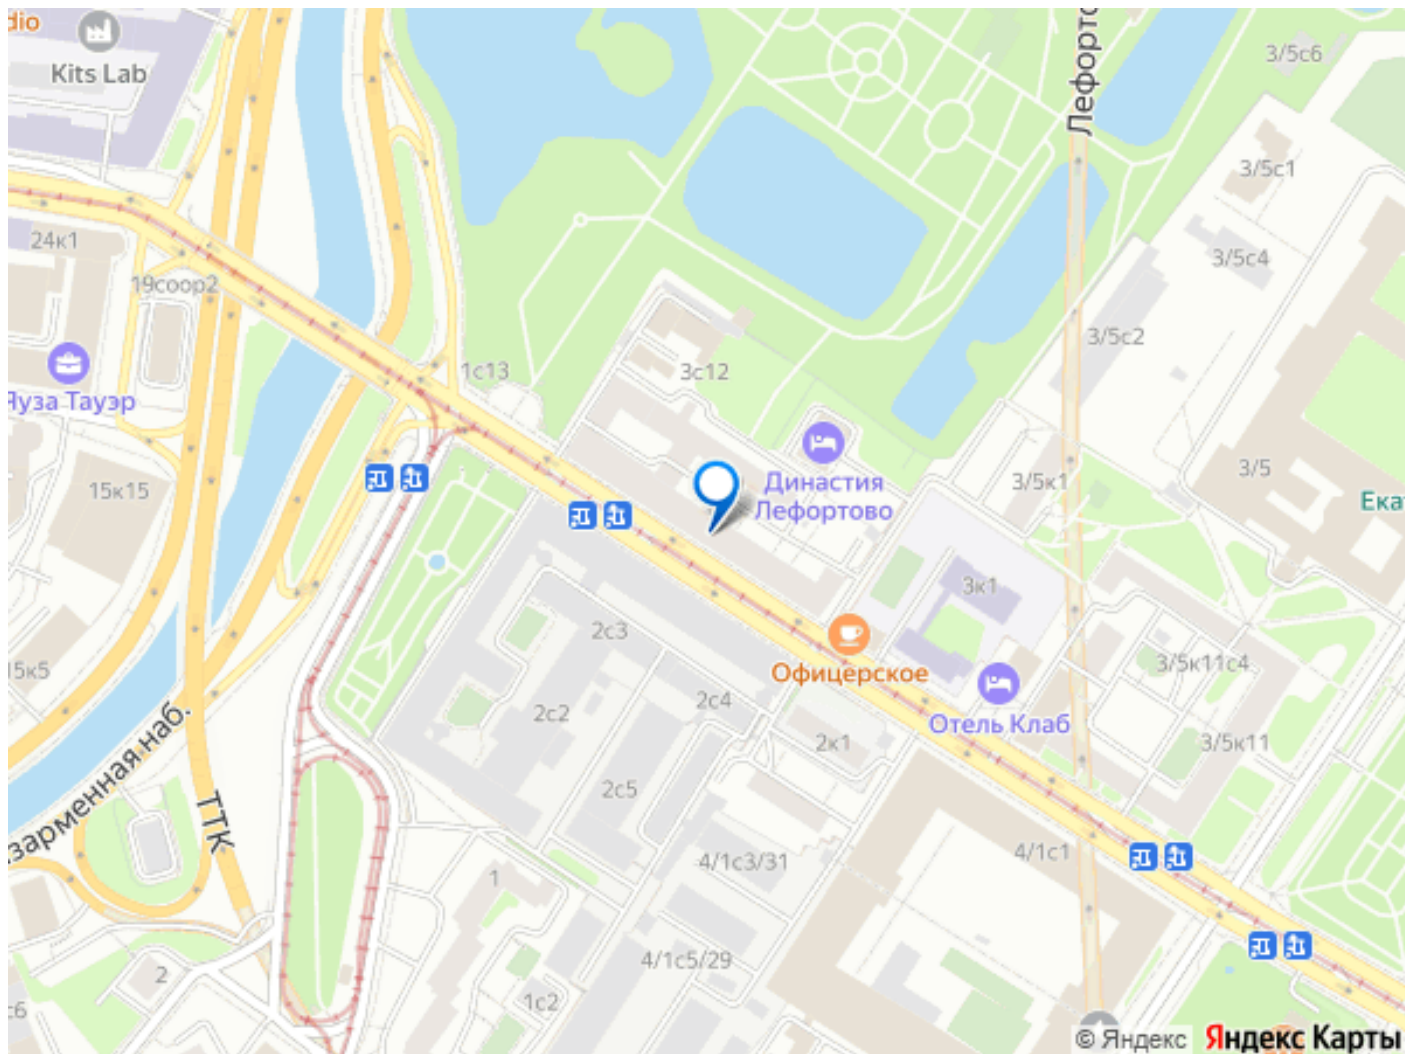 dio
Kits Lab
Лефорто
3/5с6
3/5с1
24к1
3/5с4
19соор2
3/5с2
1с13
3с12
Яуза Тауэр
3/5
15к15
Династия
Лефортово
3/5к1
Ека
3к1
2с3
15к5
Офицерское
3/5к11с4
2с4
Отель Клаб
2с2
2к1
3/5к11
зарменная наб.
ТТК
2с5
4/1с3/31
4/1с1
1
2
4/1с5/29
1с2
с6
© Яндекс
Яндекс Карты